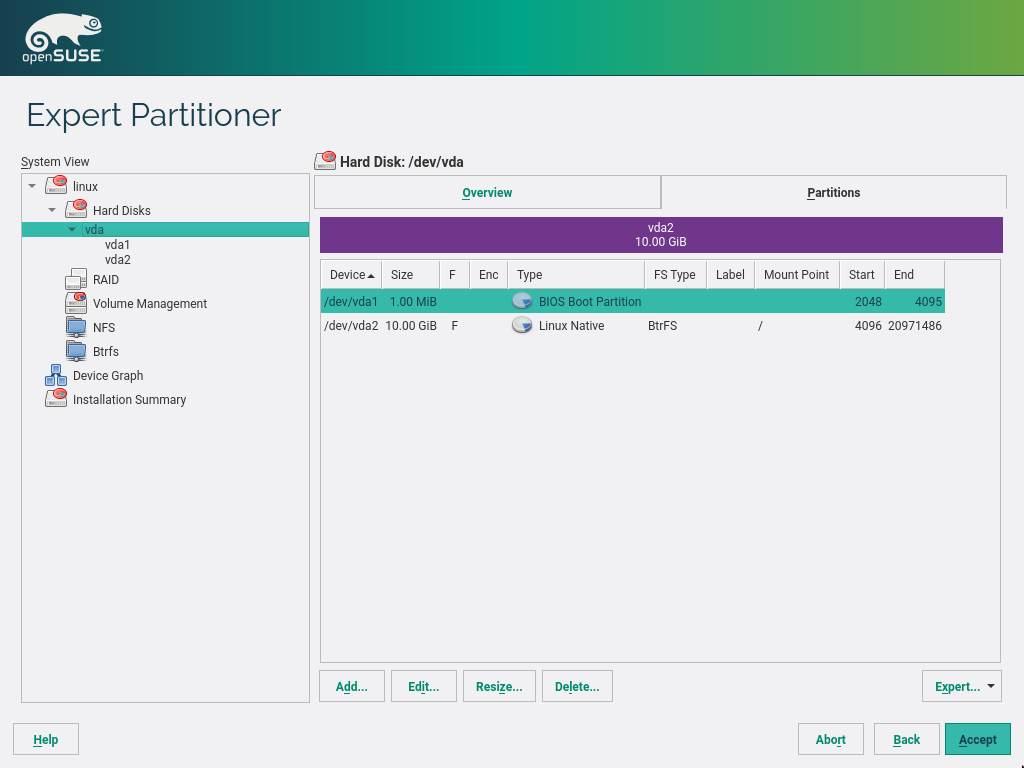 openSUSE
Expert Partitioner
System View
linux
Hard Disks
vda
vda1
vda2
RAID
Volume Management
NFS
Btrfs
Device Graph
Installation Summary
Hard Disk: /dev/vda
Overview Partitions
vda2
10.00 GiB
Device Size F Enc Type FS Type Label Mount Point Start End
/dev/vda1 1.00 MiB BIOS Boot Partition 2048 4095
/dev/vda2 10.00 GiB F Linux Native BtrFS / 4096 20971486
Add... Edit... Resize... Delete... Expert...
Help Abort Back Accept